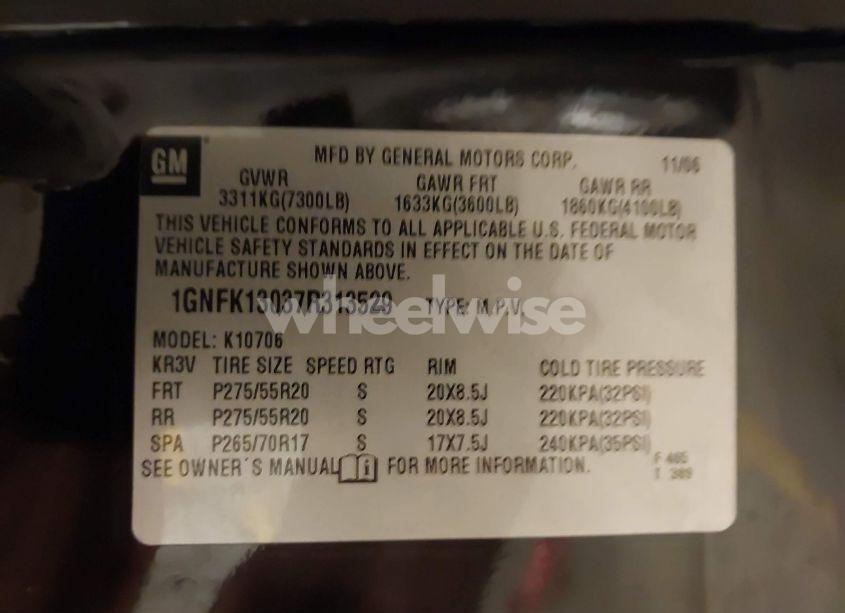 GM
MFD BY GENERAL MOTORS CORP. 11/06
GVWR GAWR FRT GAWR RR
3311KG(7300LB) 1633KG(3600LB) 1860KG(4100LB)
THIS VEHICLE CONFORMS TO ALL APPLICABLE U.S. FEDERAL MOTOR
VEHICLE SAFETY STANDARDS IN EFFECT ON THE DATE OF
MANUFACTURE SHOWN ABOVE.
1GNFK13037R313529 TYPE: M.P.V.
wheelwise
MODEL: K10706
KR3V TIRE SIZE SPEED RTG RIM COLD TIRE PRESSURE
FRT P275/55R20 S 20X8.5J 220KPA(32PSI)
RR P275/55R20 S 20X8.5J 220KPA(32PSI)
SPA P265/70R17 S 17X7.5J 240KPA(35PSI)
SEE OWNER´S MANUAL i FOR MORE INFORMATION.
F 465
T 389